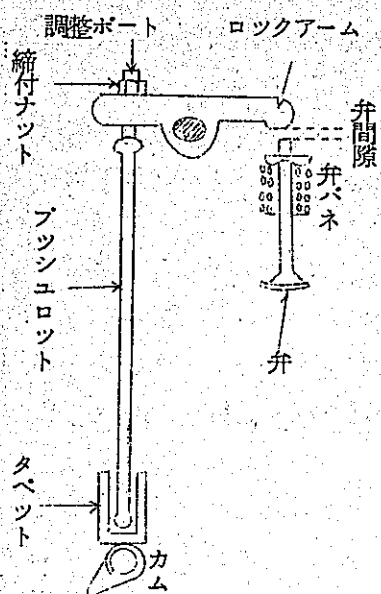 調整ボート
ロックアーム
締付ナット
弁間隙
弁バネ
プッシュロット
弁
タペット
カム